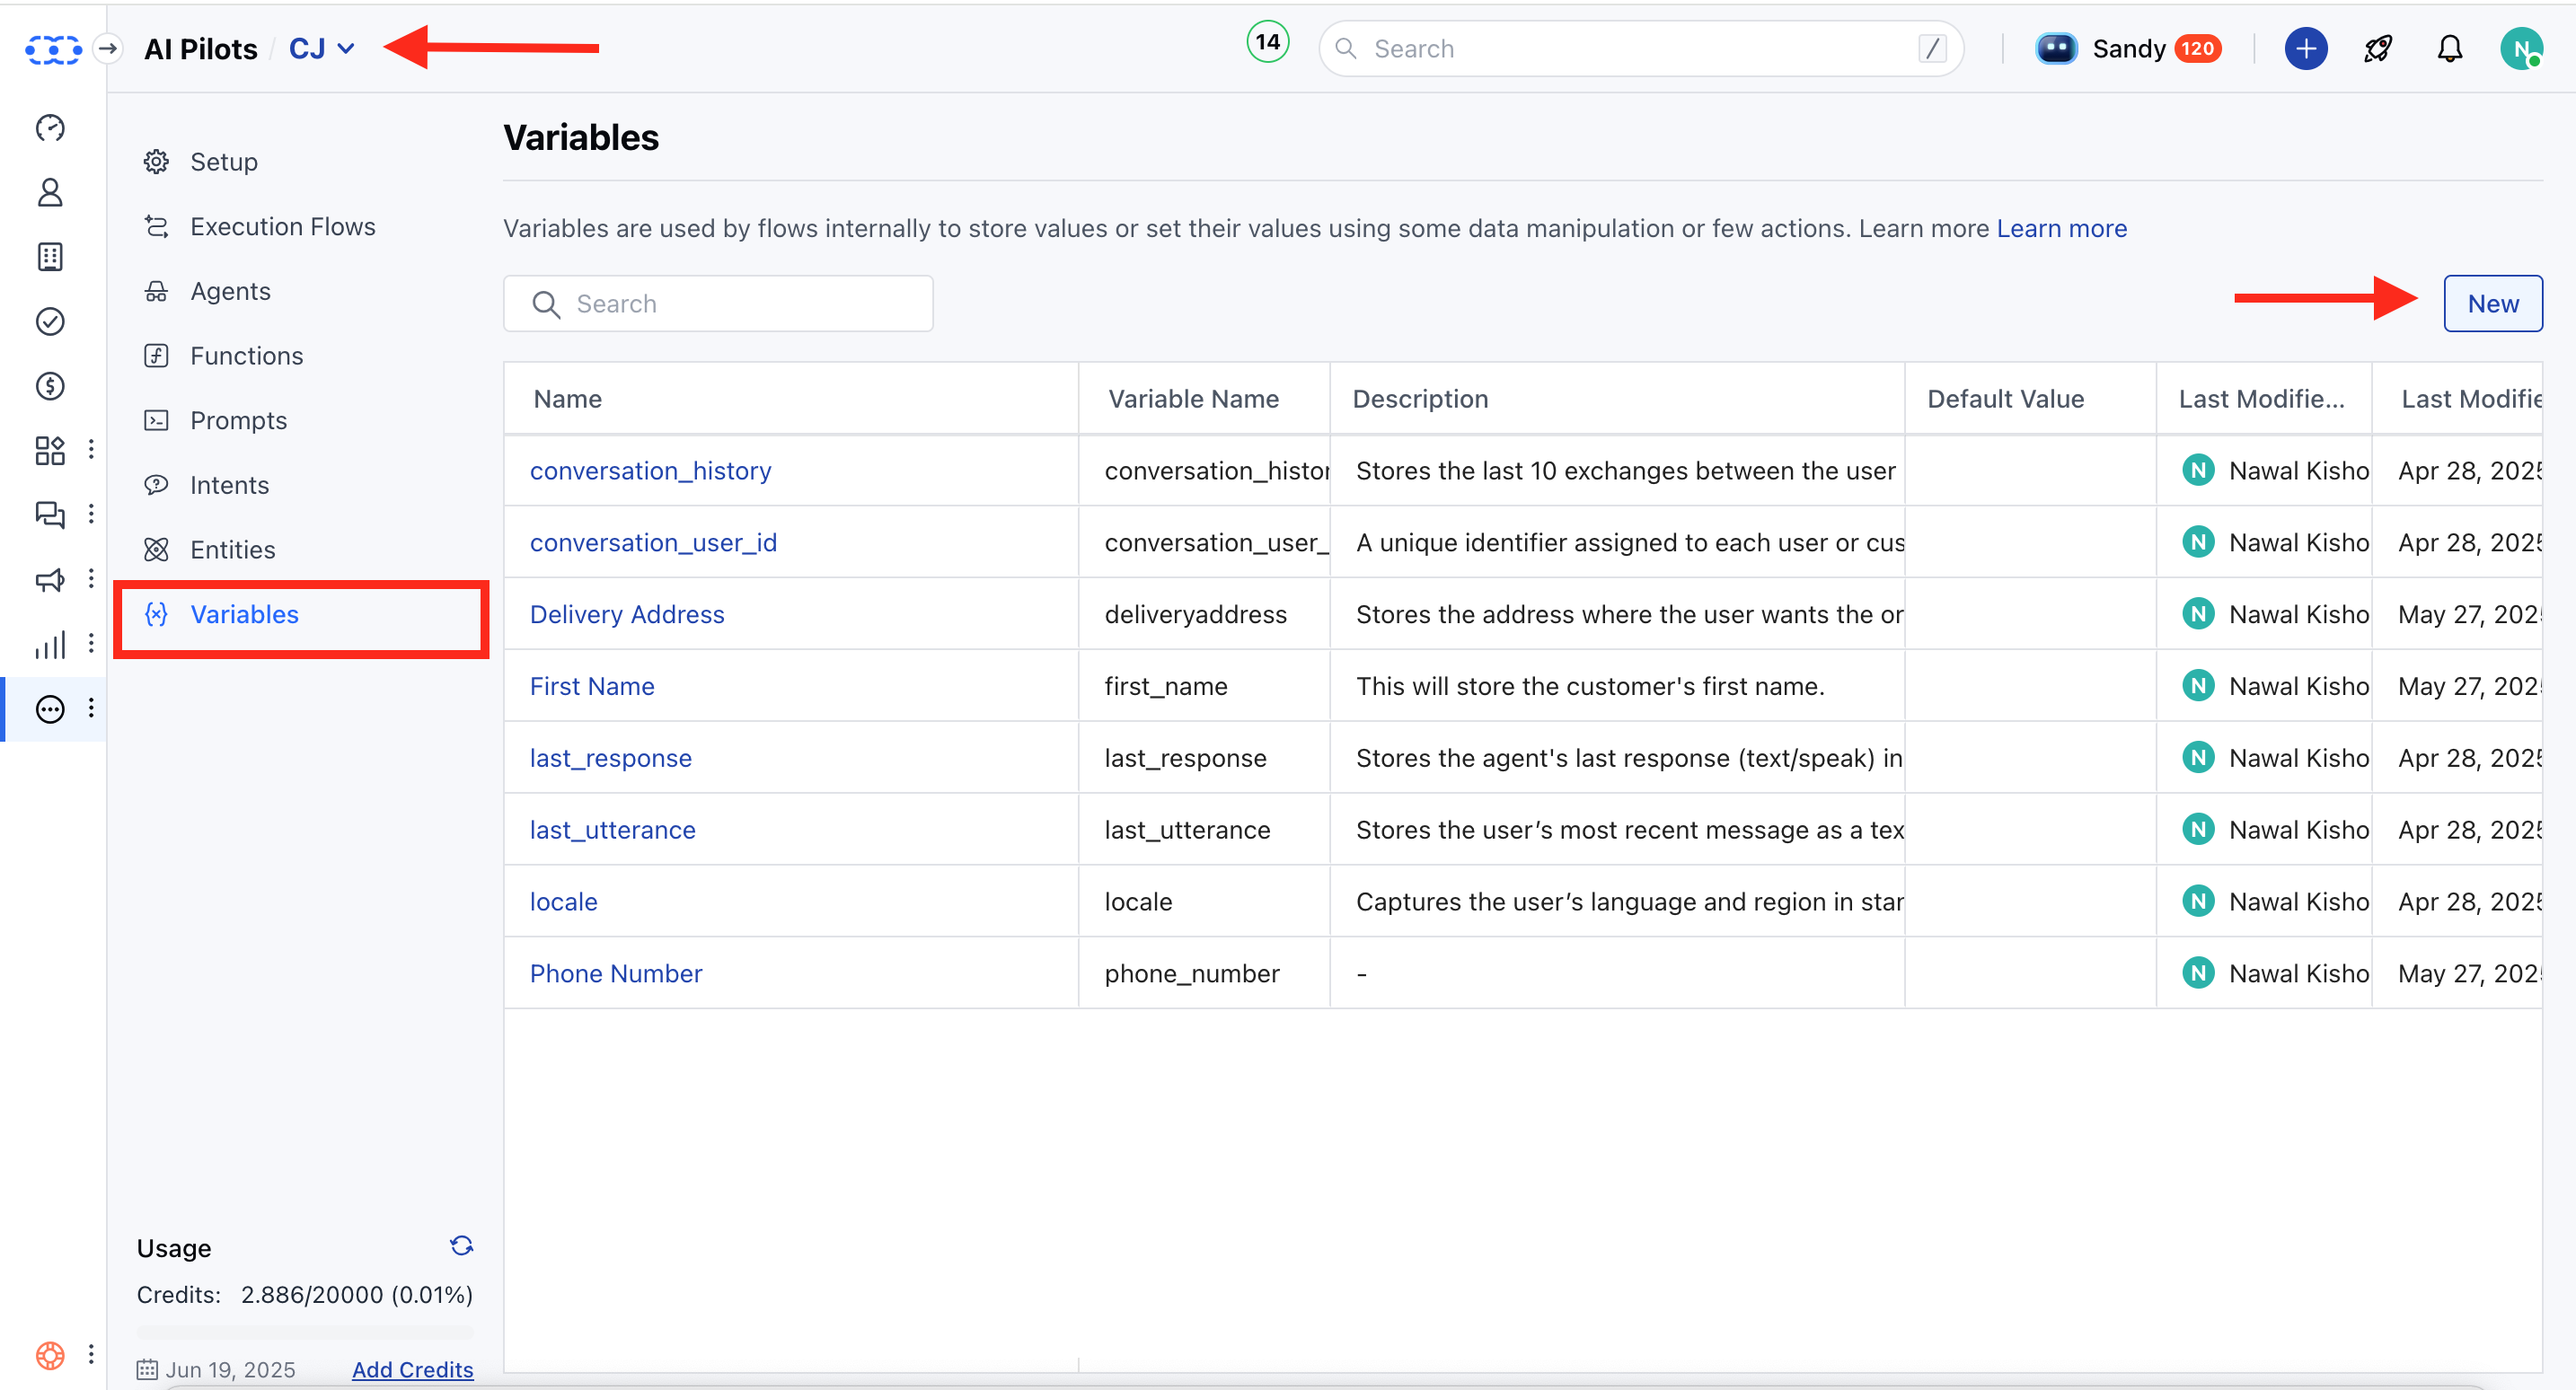 AI Pilots / CJ
14
Search /
Sandy 120
N
Setup
Execution Flows
Agents
Functions
Prompts
Intents
Entities
Variables
Usage
Credits: 2.886/20000 (0.01%)
Jun 19, 2025 Add Credits
Variables
Variables are used by flows internally to store values or set their values using some data manipulation or few actions. Learn more Learn more
Search
New
Name Variable Name Description Default Value Last Modifie... Last Modifie
conversation_history conversation_histor Stores the last 10 exchanges between the user N Nawal Kisho Apr 28, 2025
conversation_user_id conversation_user_ A unique identifier assigned to each user or cus N Nawal Kisho Apr 28, 2025
Delivery Address deliveryaddress Stores the address where the user wants the or N Nawal Kisho May 27, 202
First Name first_name This will store the customer's first name. N Nawal Kisho May 27, 202
last_response last_response Stores the agent's last response (text/speak) in N Nawal Kisho Apr 28, 2025
last_utterance last_utterance Stores the user’s most recent message as a tex N Nawal Kisho Apr 28, 2025
locale locale Captures the user’s language and region in star N Nawal Kisho Apr 28, 2025
Phone Number phone_number - N Nawal Kisho May 27, 202